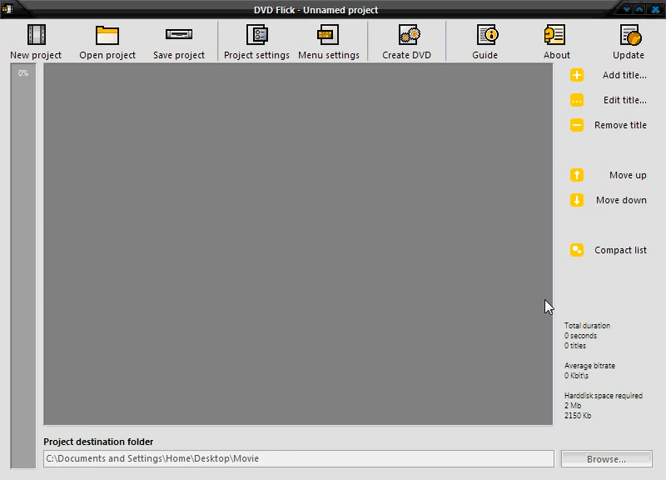 DVD Flick - Unnamed project
New project
Open project
Save project
Project settings
Menu settings
Create DVD
Guide
About
Update
0%
Add title...
Edit title...
Remove title
Move up
Move down
Compact list
Total duration
0 seconds
0 titles
Average bitrate
0 Kbit\s
Harddisk space required
2 Mb
2150 Kb
Project destination folder
C:\Documents and Settings\Home\Desktop\Movie
Browse...